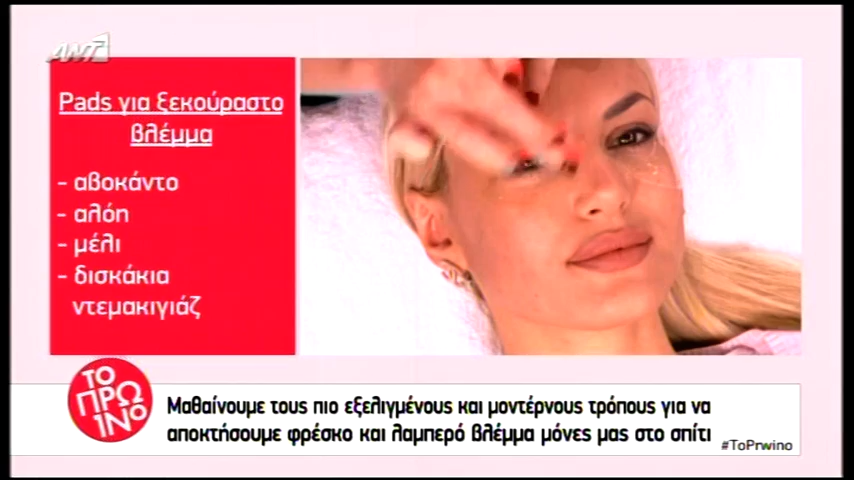 ANT1
Pads για ξεκούραστο
βλέμμα
- αβοκάντο
- αλόη
- μέλι
- δισκάκια
ντεμακιγιάζ
ΤΟ
ΠΡΩ
ΙΝΟ
Μαθαίνουμε τους πιο εξελιγμένους και μοντέρνους τρόπους για να
αποκτήσουμε φρέσκο και λαμπερό βλέμμα μόνες μας στο σπίτι
#ToPrwino